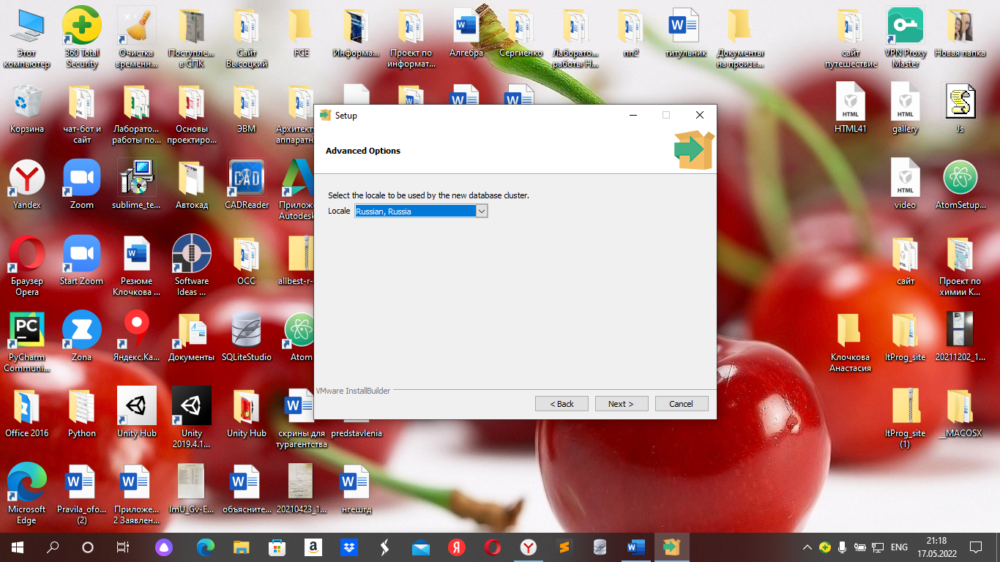 Этот
компьютер
360 Total
Security
Очистка
временн...
Поступле...
в СПК
Сайт
Высоцкий
FCE
Информа...
Проект по
информат...
Алгебра
Сергиенко
Лаборато...
работы Н...
пп2
титульник
Документы
на произв...
сайт
путешествие
VPN Proxy
Master
Новая папка
Корзина
чат-бот и
сайт
Лаборато...
работы по...
Основы
проектиро...
ЭВМ
Архитект
аппаратн
HTML
HTML41
HTML
gallery
Js
Setup
Advanced Options
Select the locale to be used by the new database cluster.
Locale
Russian, Russia
VMware InstallBuilder
< Back
Next >
Cancel
Yandex
Zoom
sublime_te...
Автокад
CAD
CADReader
Приложе
Autodesk
HTML
video
AtomSetup...
Браузер
Opera
Start Zoom
Резюме
Клочкова ...
Software
Ideas ...
ОСС
allbest-r-
сайт
Проект по
химии К...
PC
PyCharm
Communi...
Zona
Яндекс.Ка...
Документы
SQLiteStudio
Atom
Клочкова
Анастасия
ItProg_site
20211202_1...
Office 2016
Python
Unity Hub
Unity
2019.4.1...
Unity Hub
скрины для
турагентства
predstavlenia
ItProg_site
(1)
__MACOSX
Microsoft
Edge
Pravila_ofo...
(2)
Приложе...
2 Заявлен...
ImU_Gv-E...
объясните...
20210423_1...
нгешгд
ENG
21:18
17.05.2022